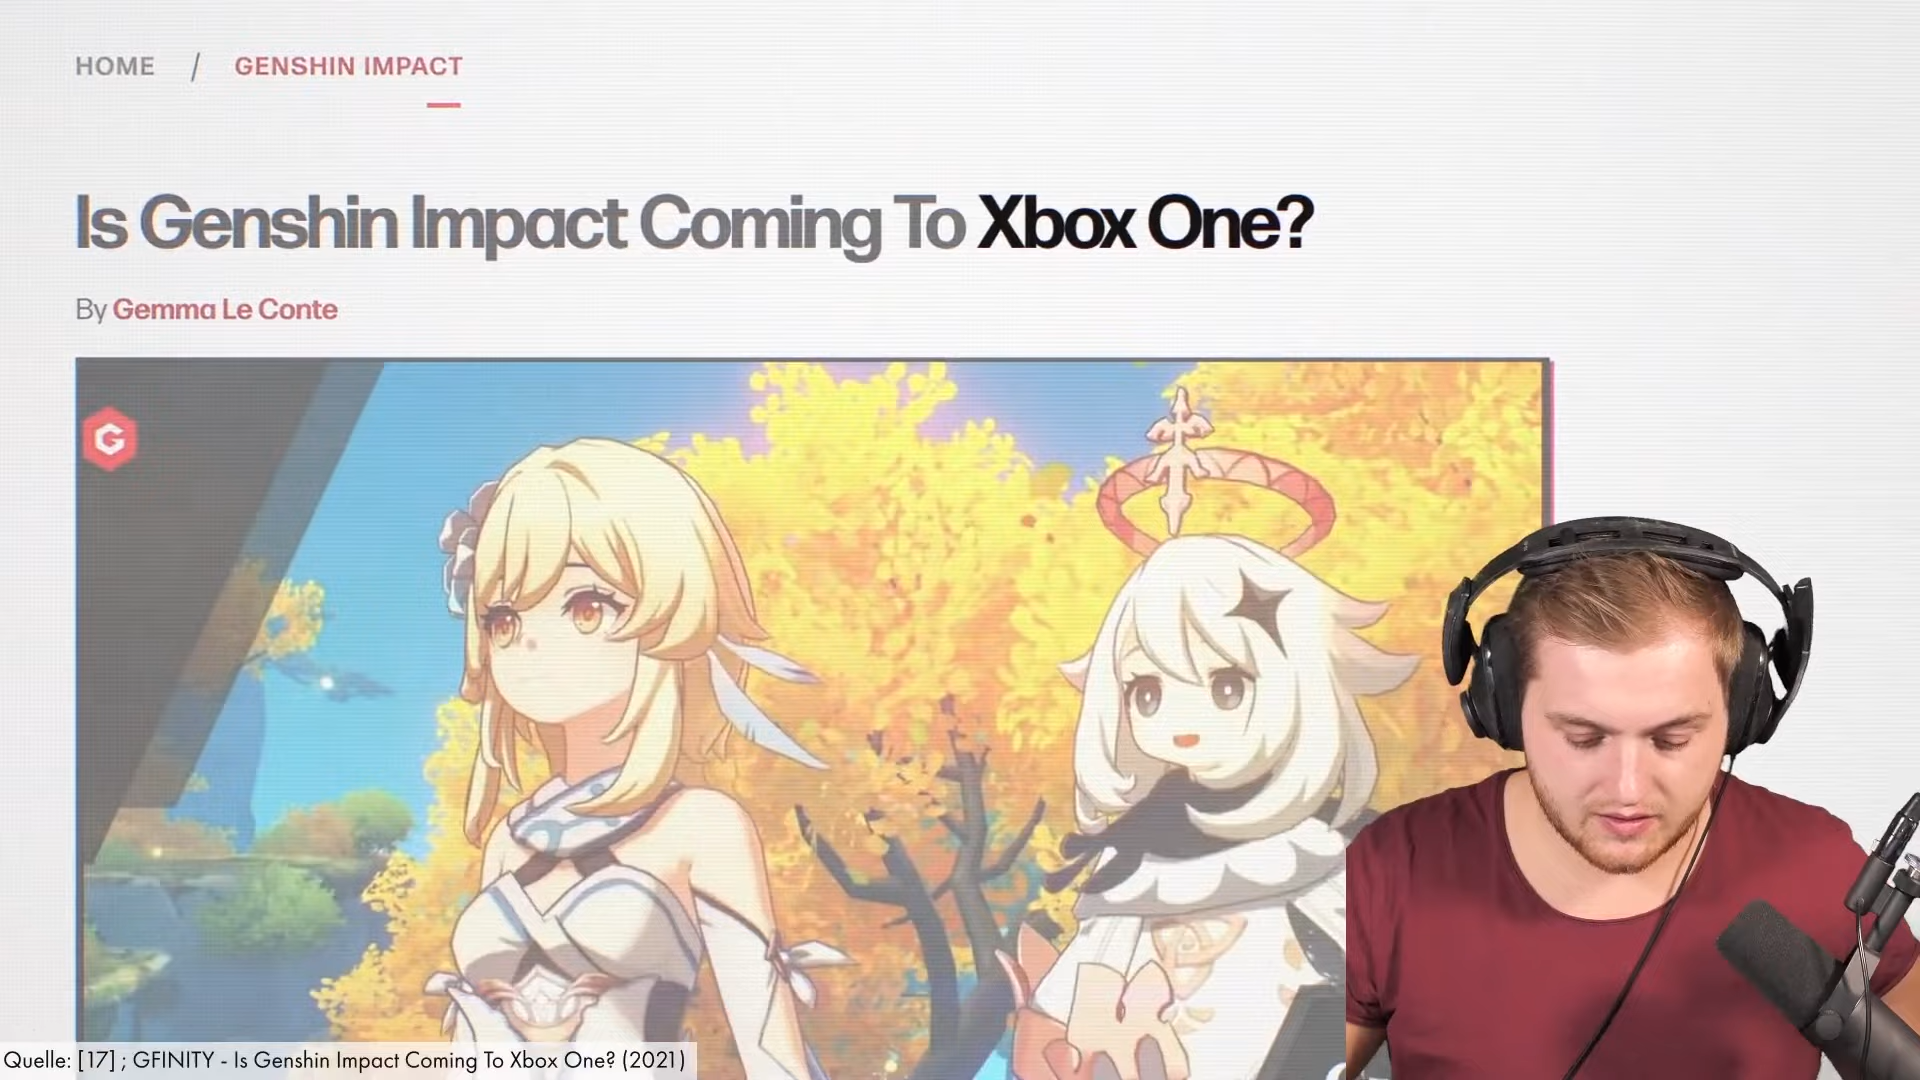 HOME / GENSHIN IMPACT
Is Genshin Impact Coming To Xbox One?
By Gemma Le Conte
G
Quelle: [17] ; GFINITY - Is Genshin Impact Coming To Xbox One? (2021)